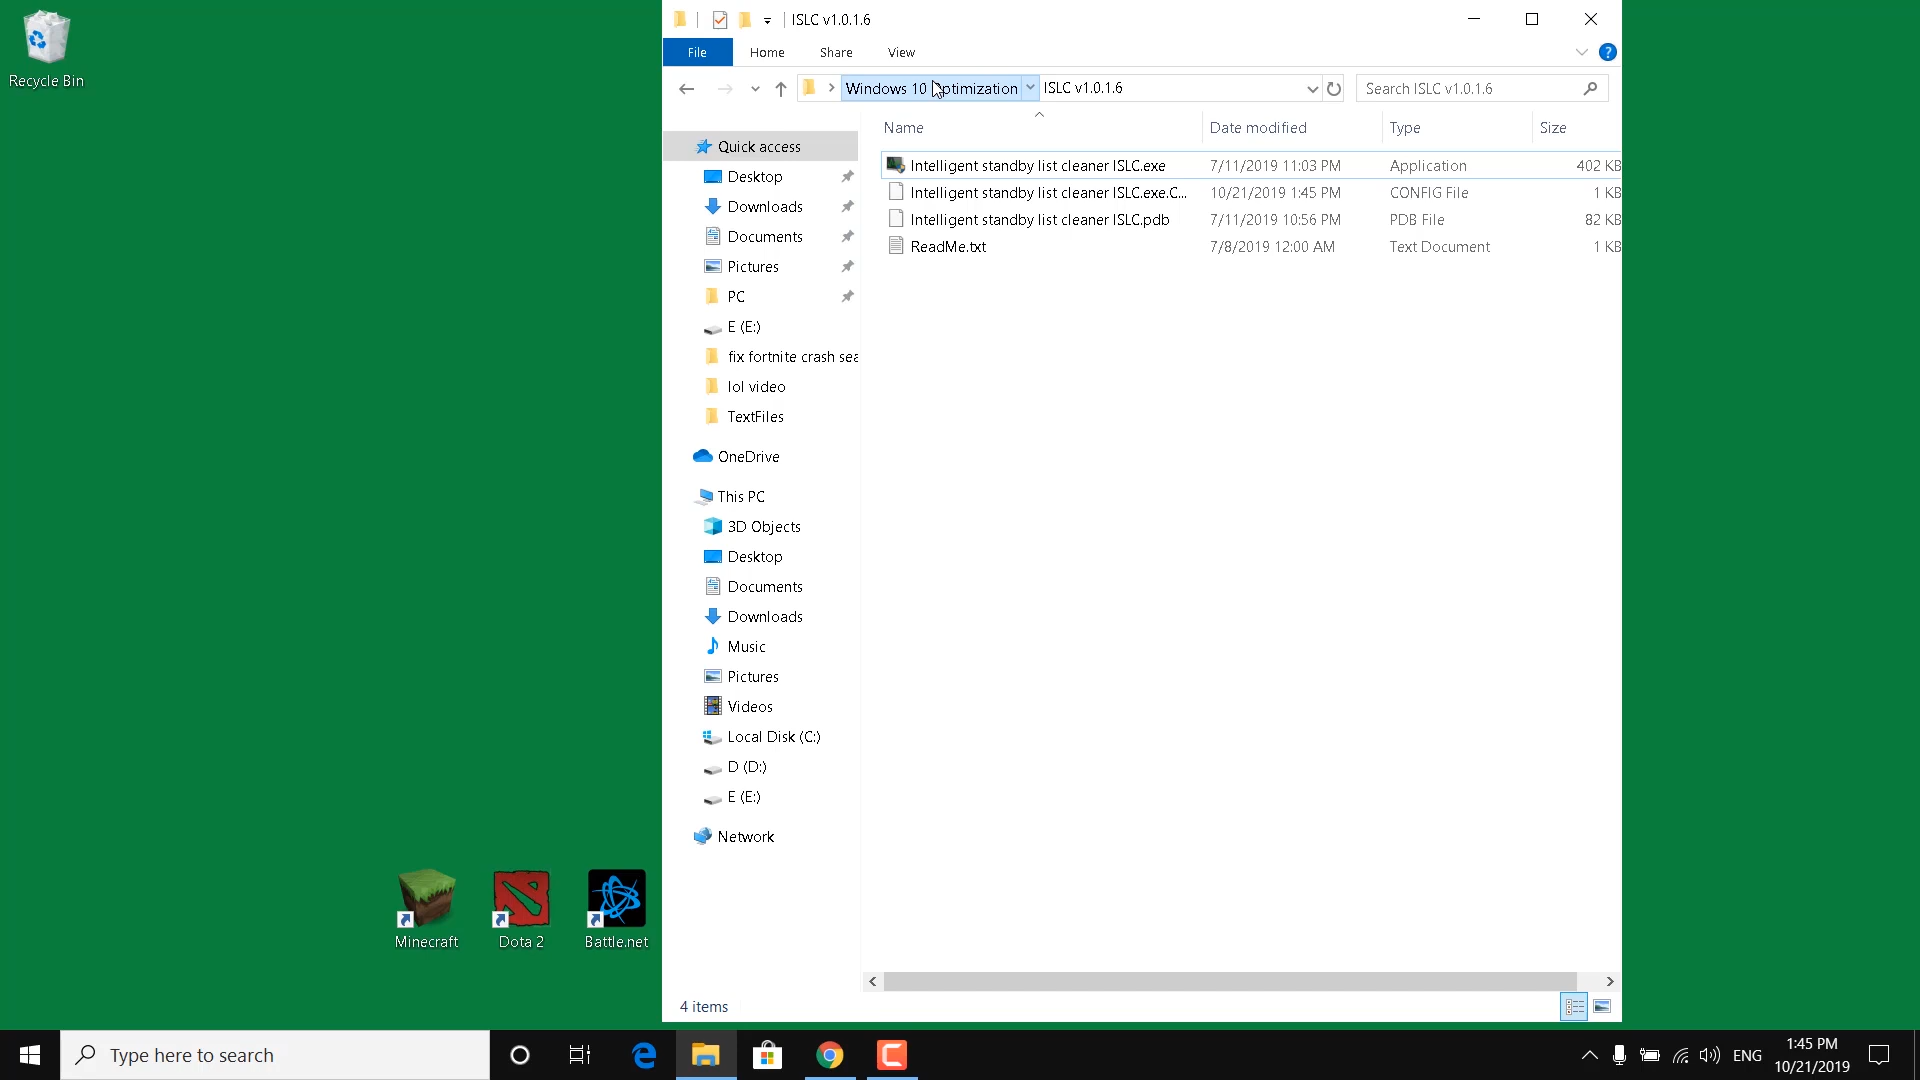 Recycle Bin
ISLC v1.0.1.6
File Home Share View
Windows 10 Optimization ISLC v1.0.1.6 Search ISLC v1.0.1.6
Name Date modified Type Size
Intelligent standby list cleaner ISLC.exe 7/11/2019 11:03 PM Application 402 KB
Intelligent standby list cleaner ISLC.exe.C... 10/21/2019 1:45 PM CONFIG File 1 KB
Intelligent standby list cleaner ISLC.pdb 7/11/2019 10:56 PM PDB File 82 KB
ReadMe.txt 7/8/2019 12:00 AM Text Document 1 KB
Quick access
Desktop
Downloads
Documents
Pictures
PC
E (E:)
fix fortnite crash sea
lol video
TextFiles
OneDrive
This PC
3D Objects
Desktop
Documents
Downloads
Music
Pictures
Videos
Local Disk (C:)
D (D:)
E (E:)
Network
Minecraft Dota 2 Battle.net
4 items
Type here to search
ENG
1:45 PM
10/21/2019